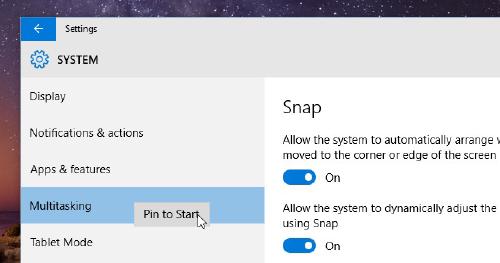 Settings
SYSTEM
Display
Notifications & actions
Apps & features
Multitasking
Pin to Start
Tablet Mode
Snap
Allow the system to automatically arrange
moved to the corner or edge of the screen
On
Allow the system to dynamically adjust the
using Snap
On